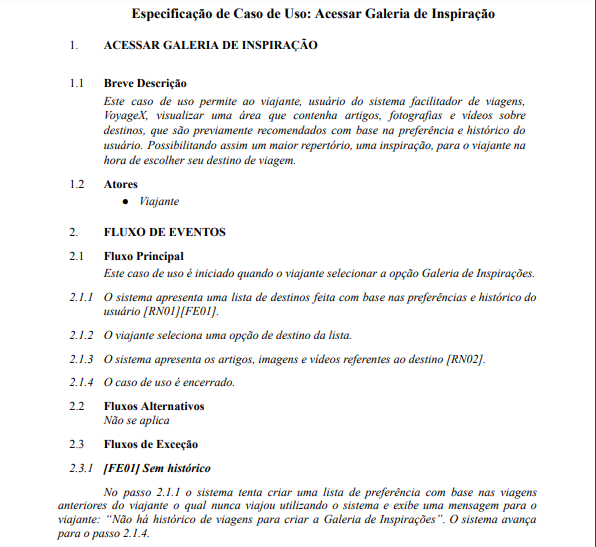 Especificação de Caso de Uso: Acessar Galeria de Inspiração
1. ACESSAR GALERIA DE INSPIRAÇÃO
1.1 Breve Descrição
Este caso de uso permite ao viajante, usuário do sistema facilitador de viagens,
VoyageX, visualizar uma área que contenha artigos, fotografias e vídeos sobre
destinos, que são previamente recomendados com base na preferência e histórico do
usuário. Possibilitando assim um maior repertório, uma inspiração, para o viajante na
hora de escolher seu destino de viagem.
1.2 Atores
● Viajante
2. FLUXO DE EVENTOS
2.1 Fluxo Principal
Este caso de uso é iniciado quando o viajante selecionar a opção Galeria de Inspirações.
2.1.1 O sistema apresenta uma lista de destinos feita com base nas preferências e histórico do
usuário [RN01][FE01].
2.1.2 O viajante seleciona uma opção de destino da lista.
2.1.3 O sistema apresenta os artigos, imagens e vídeos referentes ao destino [RN02].
2.1.4 O caso de uso é encerrado.
2.2 Fluxos Alternativos
Não se aplica
2.3 Fluxos de Exceção
2.3.1 [FE01] Sem histórico
No passo 2.1.1 o sistema tenta criar uma lista de preferência com base nas viagens
anteriores do viajante o qual nunca viajou utilizando o sistema e exibe uma mensagem para o
viajante: “Não há histórico de viagens para criar a Galeria de Inspirações”. O sistema avança
para o passo 2.1.4.